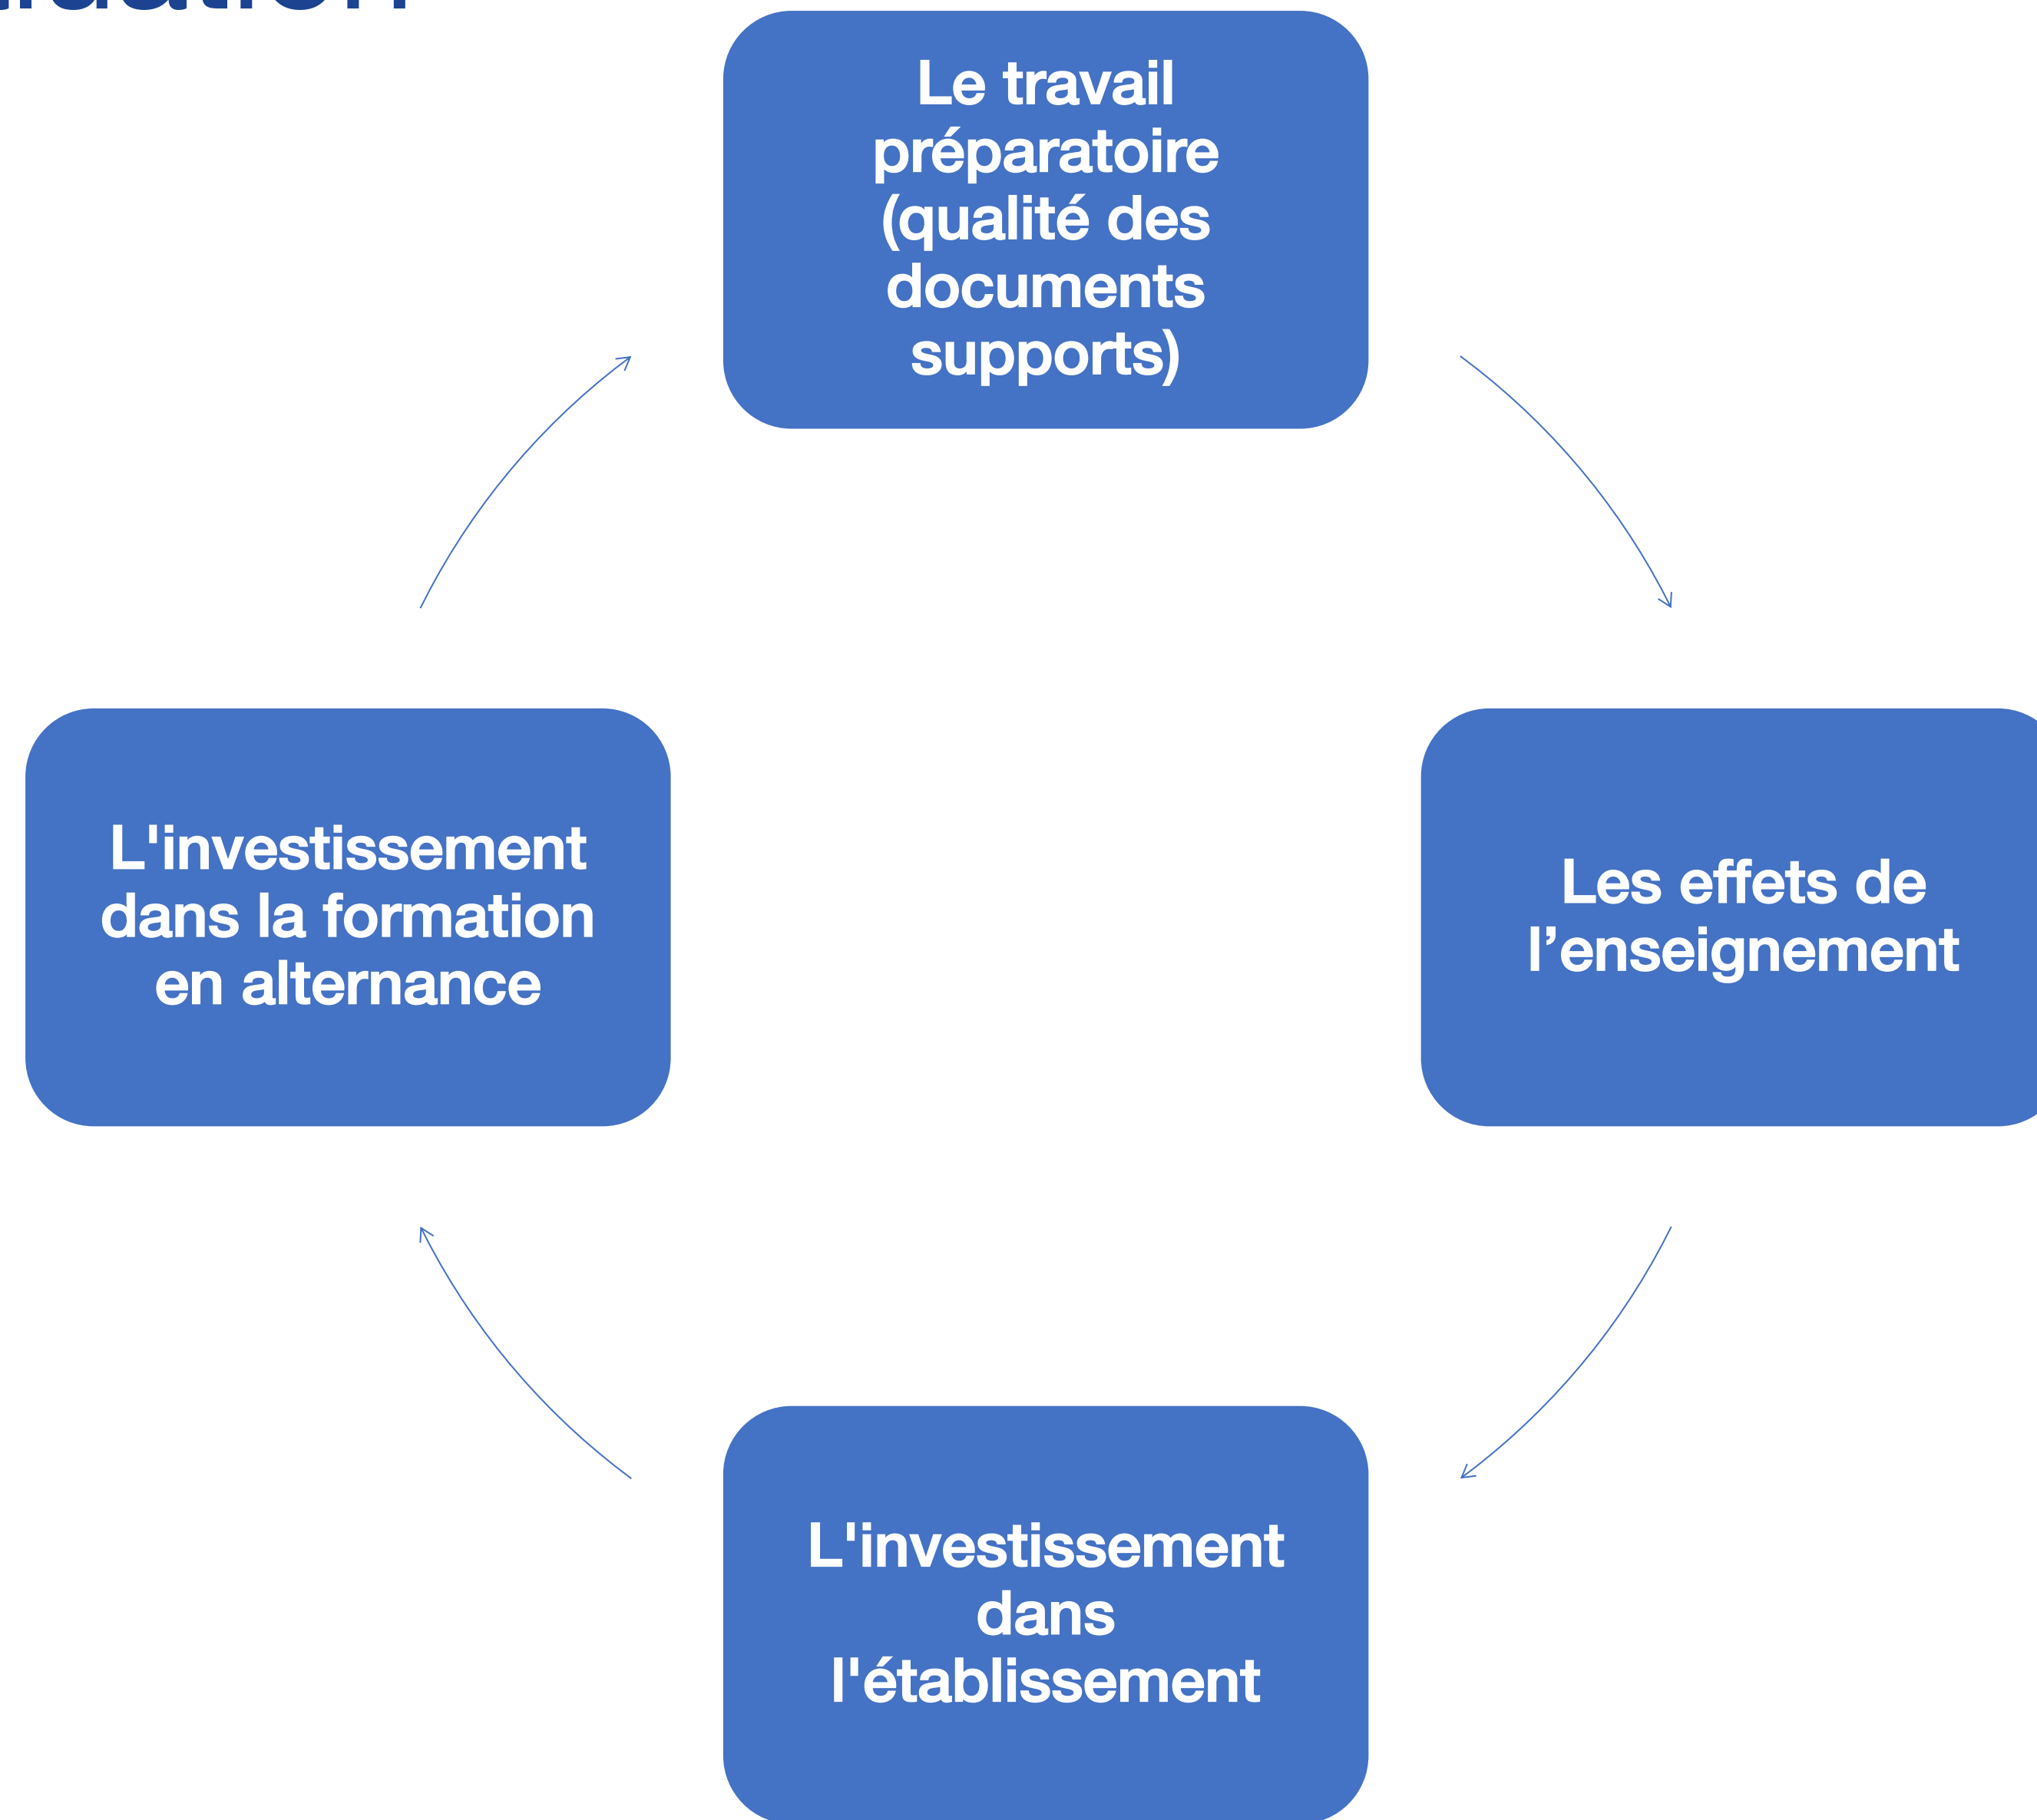 Le travail
préparatoire
(qualité des
documents
supports)
L'investissement
dans la formation
en alternance
Les effets de
l’enseignement
L'investissement
dans
l'établissement